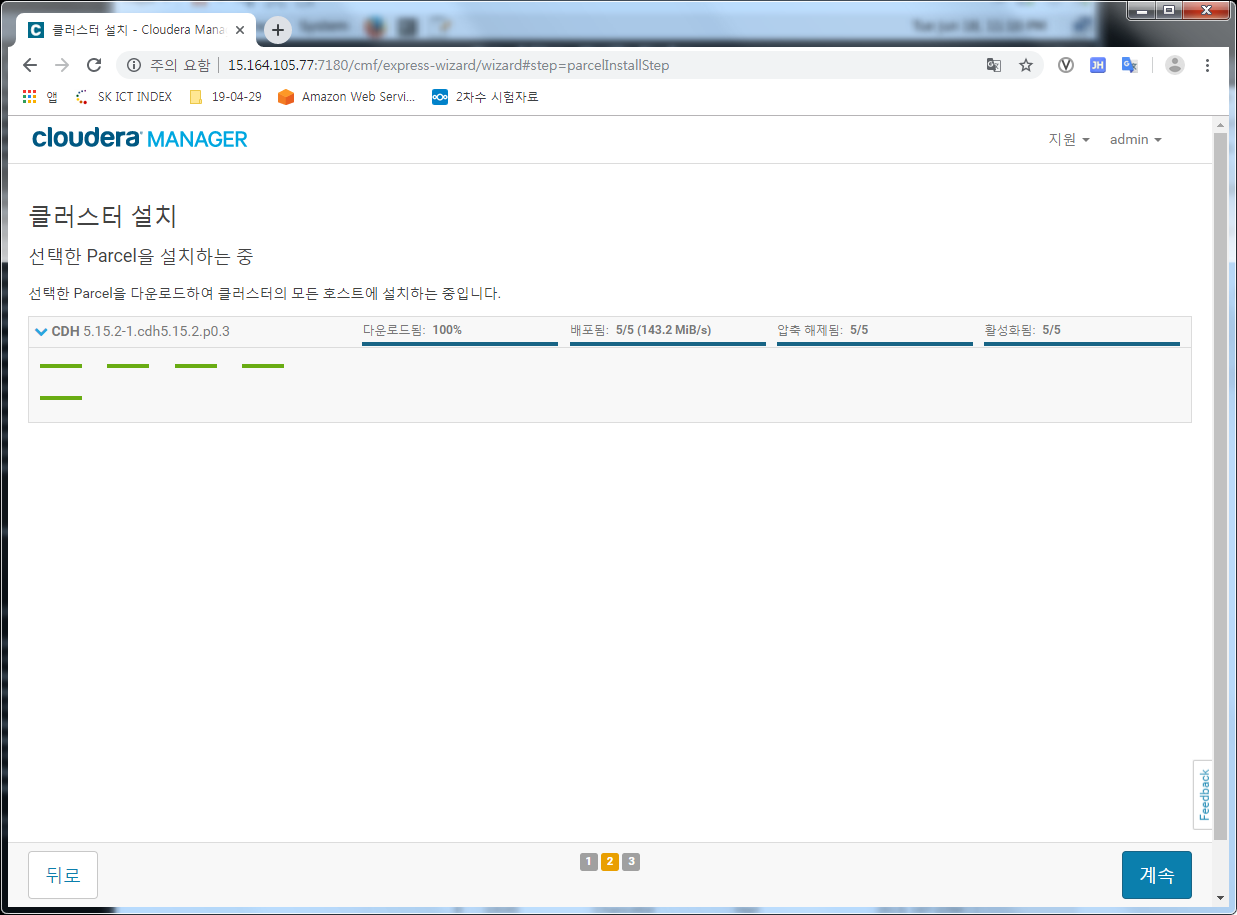 클러스터 설치 - Cloudera Mana
System
Tue Jun 18, 11:10 PM
주의 요함 | 15.164.105.77:7180/cmf/express-wizard/wizard#step=parcelInstallStep
앱 SK ICT INDEX 19-04-29 Amazon Web Servi... 2차수 시험자료
cloudera MANAGER
지원 admin
클러스터 설치
선택한 Parcel을 설치하는 중
선택한 Parcel을 다운로드하여 클러스터의 모든 호스트에 설치하는 중입니다.
CDH 5.15.2-1.cdh5.15.2.p0.3 다운로드됨: 100% 배포됨: 5/5 (143.2 MiB/s) 압축 해제됨: 5/5 활성화됨: 5/5
Feedback
뒤로 1 2 3 계속